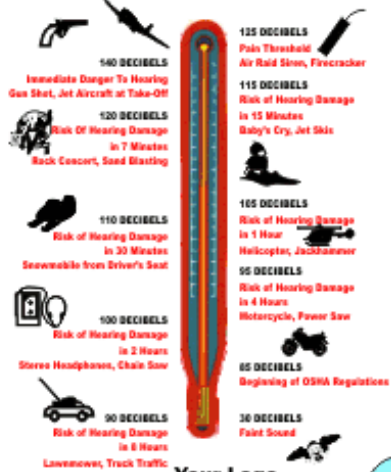 140 DECIBELS
Immediate Danger To Hearing
Gun Shot, Jet Aircraft at Take-Off
125 DECIBELS
Pain Threshold
Air Raid Siren, Firecracker
120 DECIBELS
Risk Of Hearing Damage
in 7 Minutes
Rock Concert, Sand Blasting
115 DECIBELS
Risk of Hearing Damage
in 15 Minutes
Baby's Cry, Jet Skis
110 DECIBELS
Risk of Hearing Damage
in 30 Minutes
Snowmobile from Driver's Seat
105 DECIBELS
Risk of Hearing Damage
in 1 Hour
Helicopter, Jackhammer
100 DECIBELS
Risk of Hearing Damage
in 2 Hours
Stereo Headphones, Chain Saw
95 DECIBELS
Risk of Hearing Damage
in 4 Hours
Motorcycle, Power Saw
90 DECIBELS
Risk of Hearing Damage
in 8 Hours
Lawnmower, Truck Traffic
85 DECIBELS
Beginning of OSHA Regulations
30 DECIBELS
Faint Sound
Your Logo